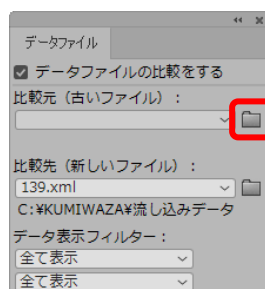 データファイル
データファイルの比較をする
比較元（古いファイル）：
比較先（新しいファイル）：
139.xml
C:¥KUMIWAZA¥流し込みデータ
データ表示フィルター：
全て表示
全て表示